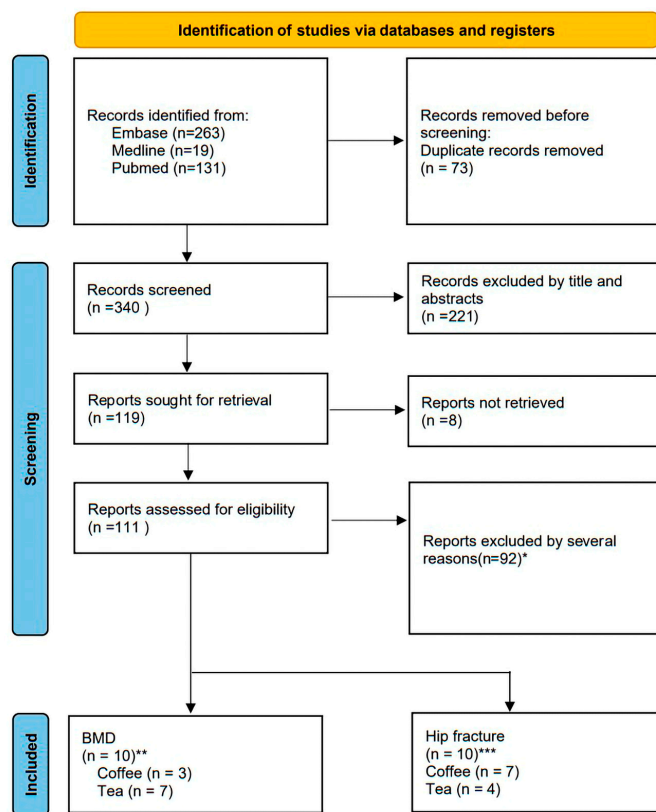 Identification of studies via databases and registers
Identification
Records identified from:
Embase (n=263)
Medline (n=19)
Pubmed (n=131)
Records removed before
screening:
Duplicate records removed
(n = 73)
Screening
Records screened
(n =340 )
Records excluded by title and
abstracts
(n =221)
Reports sought for retrieval
(n =119)
Reports not retrieved
(n =8)
Reports assessed for eligibility
(n =111 )
Reports excluded by several
reasons(n=92)*
Included
BMD
(n = 10)**
Coffee (n = 3)
Tea (n = 7)
Hip fracture
(n = 10)***
Coffee (n = 7)
Tea (n = 4)